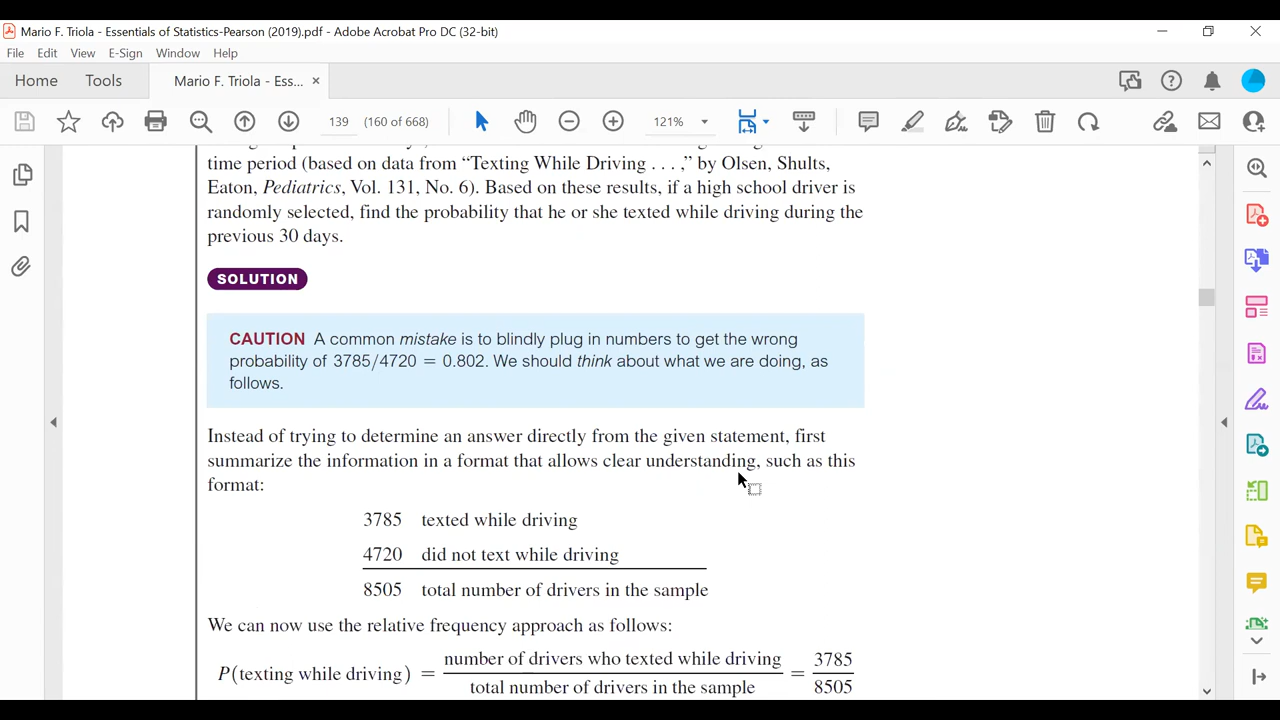 Mario F. Triola - Essentials of Statistics-Pearson (2019).pdf - Adobe Acrobat Pro DC (32-bit)
File Edit View E-Sign Window Help
Home Tools Mario F. Triola - Ess... ×
139 (160 of 668) 121%
time period (based on data from “Texting While Driving . . . ,” by Olsen, Shults,
Eaton, Pediatrics, Vol. 131, No. 6). Based on these results, if a high school driver is
randomly selected, find the probability that he or she texted while driving during the
previous 30 days.
SOLUTION
CAUTION A common mistake is to blindly plug in numbers to get the wrong
probability of 3785/4720 = 0.802. We should think about what we are doing, as
follows.
Instead of trying to determine an answer directly from the given statement, first
summarize the information in a format that allows clear understanding, such as this
format:
3785 texted while driving
4720 did not text while driving
8505 total number of drivers in the sample
We can now use the relative frequency approach as follows:
P(texting while driving) = number of drivers who texted while driving / total number of drivers in the sample = 3785 / 8505